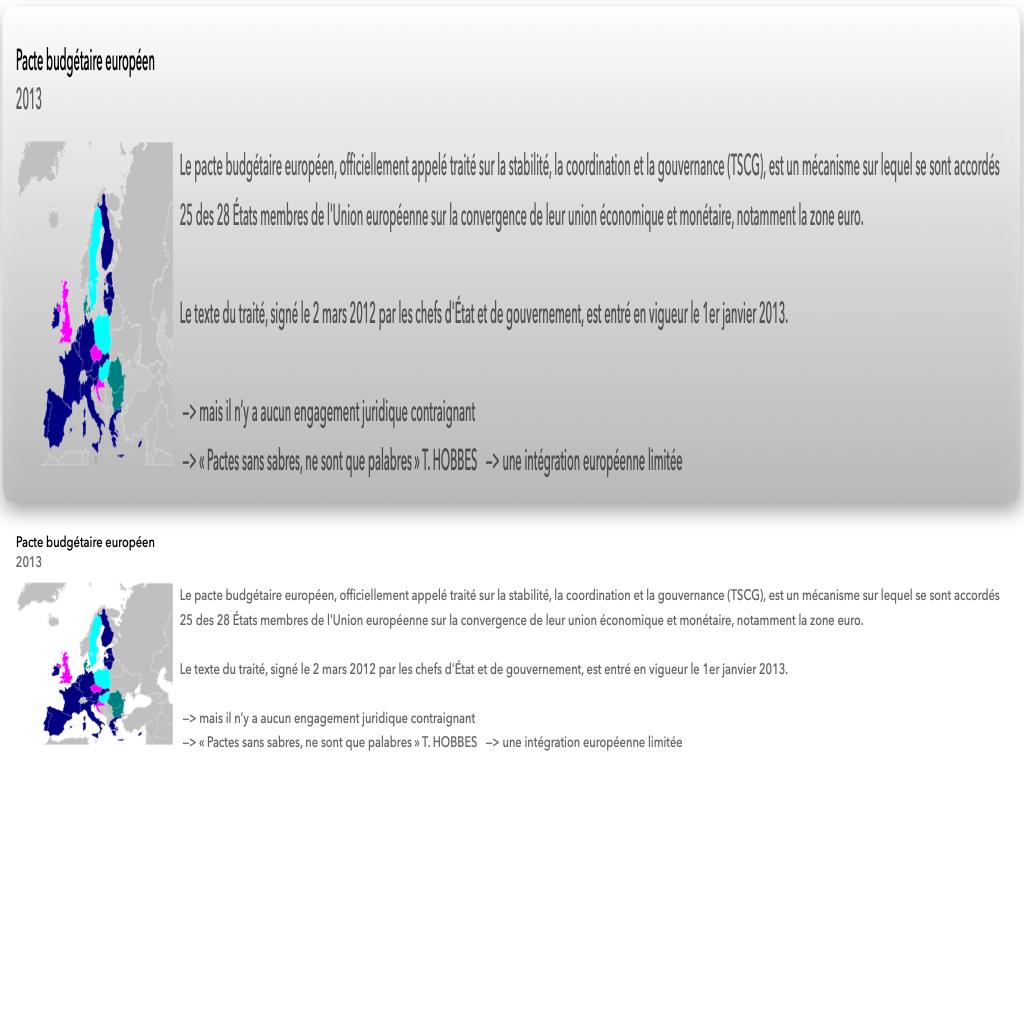 Pacte budgétaire européen
2013
Le pacte budgétaire européen, officiellement appelé traité sur la stabilité, la coordination et la gouvernance (TSCG), est un mécanisme sur lequel se sont accordés
25 des 28 États membres de l'Union européenne sur la convergence de leur union économique et monétaire, notamment la zone euro.
Le texte du traité, signé le 2 mars 2012 par les chefs d'État et de gouvernement, est entré en vigueur le 1er janvier 2013.
–> mais il n’y a aucun engagement juridique contraignant
–> « Pactes sans sabres, ne sont que palabres » T. HOBBES –> une intégration européenne limitée
Pacte budgétaire européen
2013
Le pacte budgétaire européen, officiellement appelé traité sur la stabilité, la coordination et la gouvernance (TSCG), est un mécanisme sur lequel se sont accordés
25 des 28 États membres de l'Union européenne sur la convergence de leur union économique et monétaire, notamment la zone euro.
Le texte du traité, signé le 2 mars 2012 par les chefs d'État et de gouvernement, est entré en vigueur le 1er janvier 2013.
–> mais il n’y a aucun engagement juridique contraignant
–> « Pactes sans sabres, ne sont que palabres » T. HOBBES –> une intégration européenne limitée